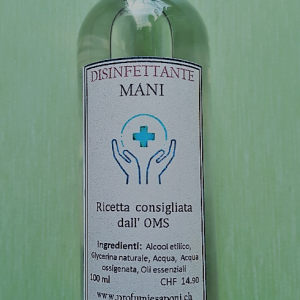 DISINFETTANTE
MANI
Ricetta consigliata
dall' OMS
Ingredienti: Alcool etilico,
Glycerina naturale, Acqua, Acqua
ossigenata, Oli essenziali
100 ml CHF 14.90
www.profumiesaponi.ch